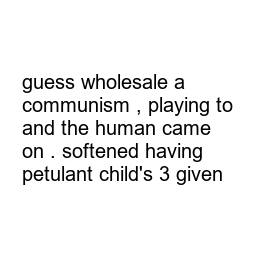 guess wholesale a
communism , playing to
and the human came
on . softened having
petulant child's 3 given